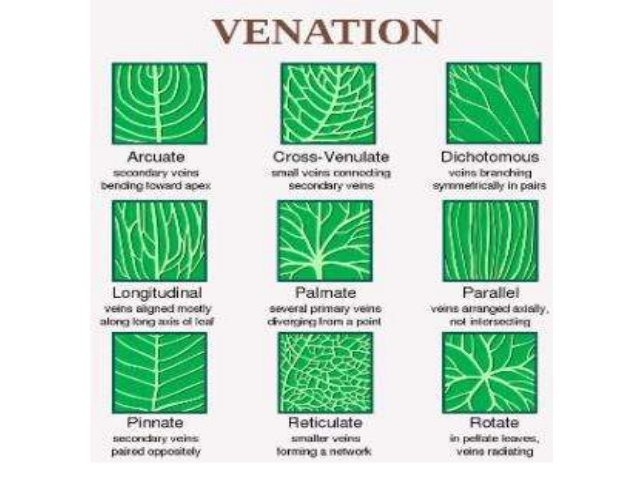 VENATION
Arcuate
secondary veins
bending toward apex
Cross-Venulate
small veins connecting
secondary veins
Dichotomous
veins branching
symmetrically in pairs
Longitudinal
veins aligned mostly
along long axis of leaf
Palmate
several primary veins
diverging from a point
Parallel
veins arranged axially,
not intersecting
Pinnate
secondary veins
paired oppositely
Reticulate
smaller veins
forming a network
Rotate
in peltate leaves,
veins radiating